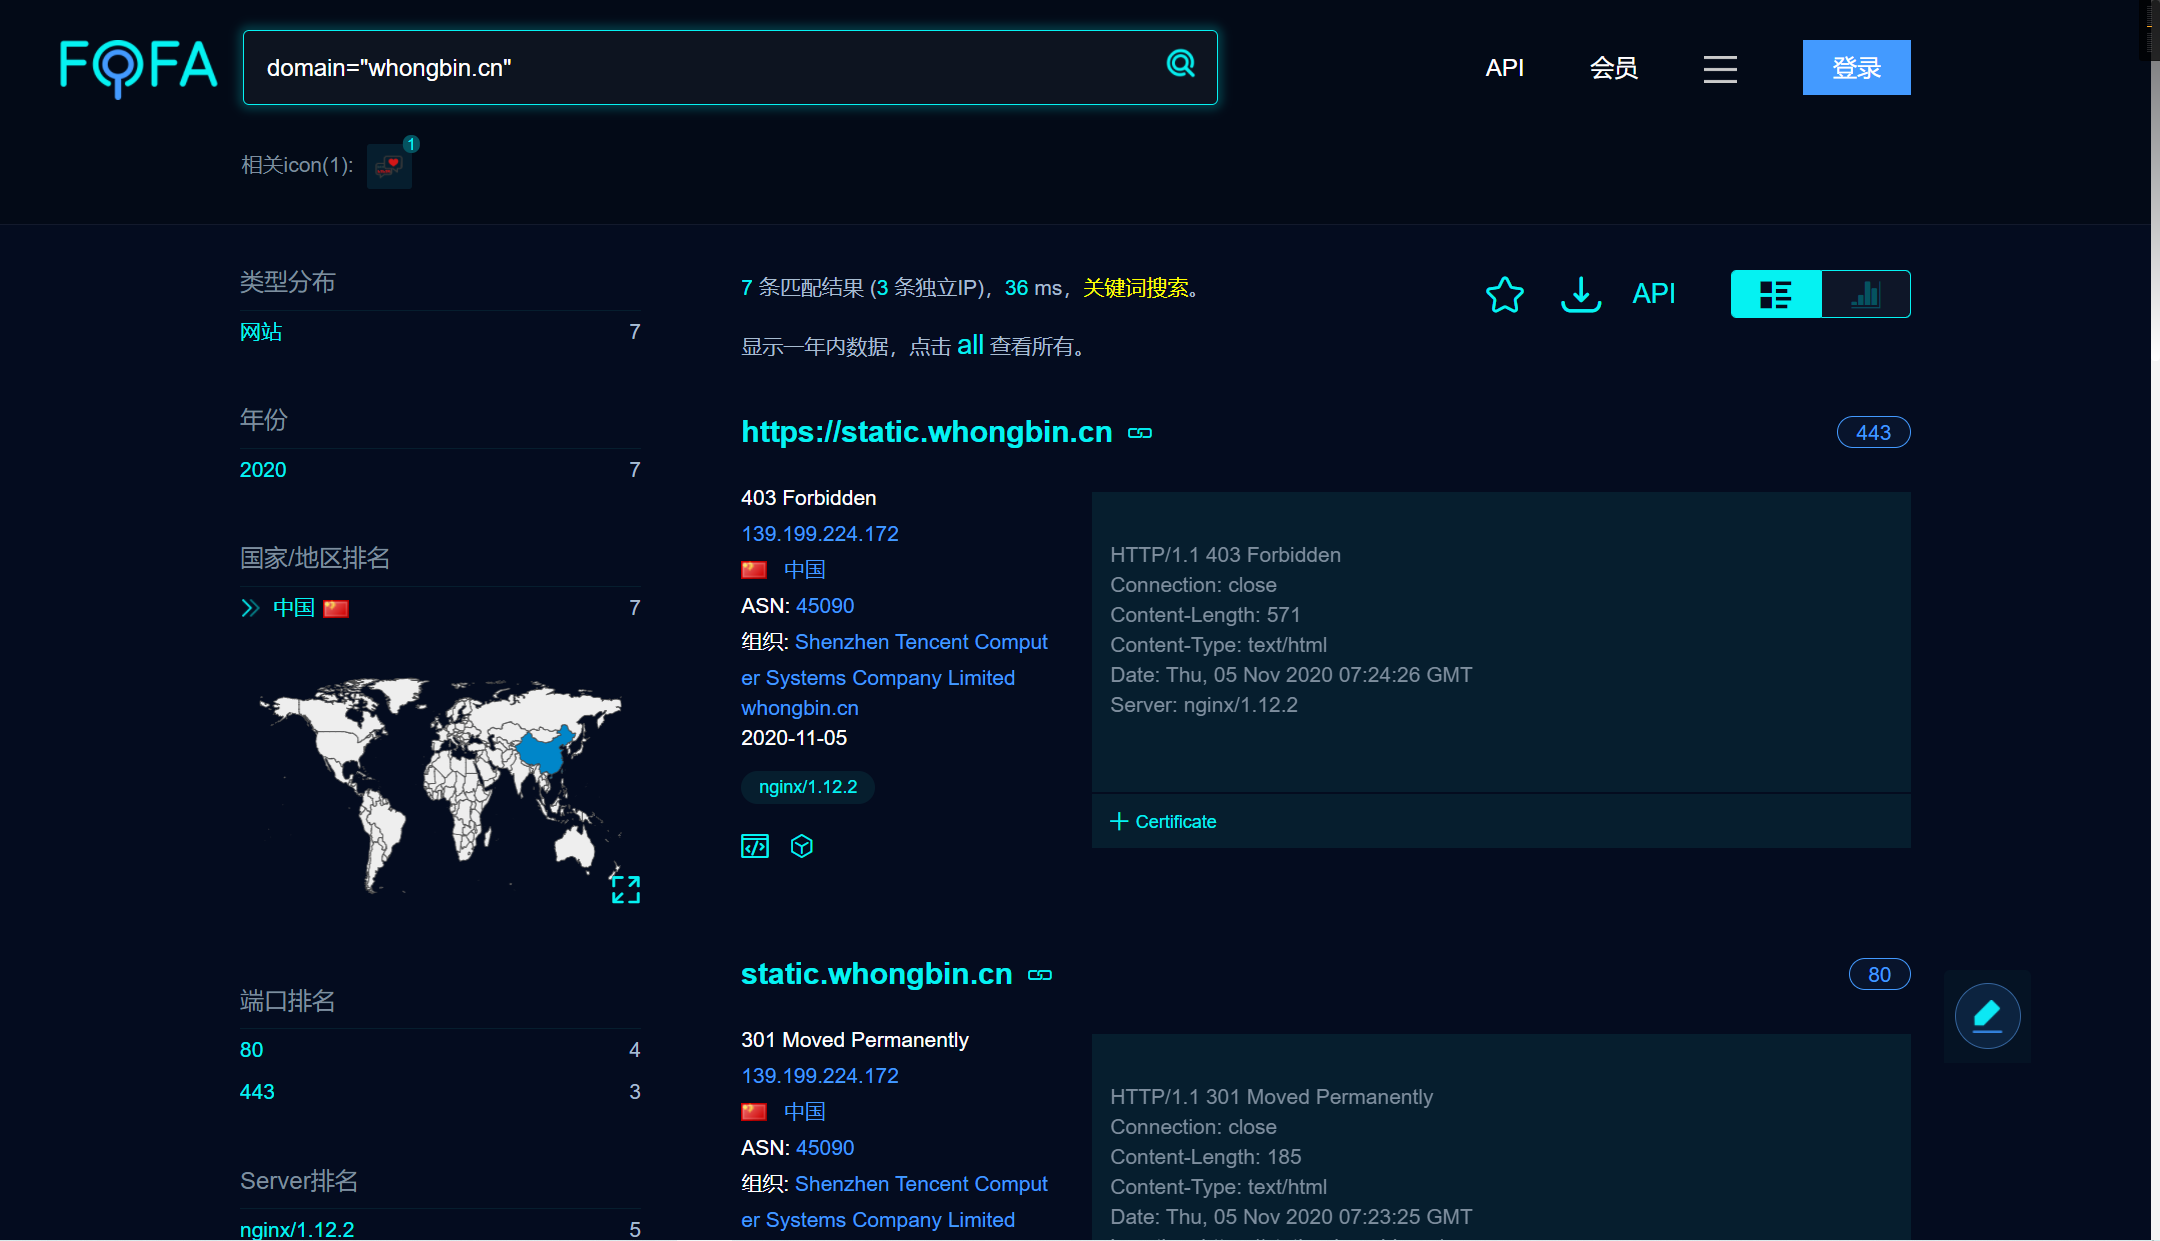 FOFA
domain="whongbin.cn"
API
会员
登录
相关icon(1):
1
类型分布
网站 7
年份
2020 7
国家/地区排名
中国 7
端口排名
80 4
443 3
Server排名
nginx/1.12.2 5
7 条匹配结果 (3 条独立IP)，36 ms，关键词搜索。
API
显示一年内数据，点击 all 查看所有。
https://static.whongbin.cn
443
403 Forbidden
139.199.224.172
中国
ASN: 45090
组织: Shenzhen Tencent Comput
er Systems Company Limited
whongbin.cn
2020-11-05
nginx/1.12.2
HTTP/1.1 403 Forbidden
Connection: close
Content-Length: 571
Content-Type: text/html
Date: Thu, 05 Nov 2020 07:24:26 GMT
Server: nginx/1.12.2
Certificate
static.whongbin.cn
80
301 Moved Permanently
139.199.224.172
中国
ASN: 45090
组织: Shenzhen Tencent Comput
er Systems Company Limited
HTTP/1.1 301 Moved Permanently
Connection: close
Content-Length: 185
Content-Type: text/html
Date: Thu, 05 Nov 2020 07:23:25 GMT